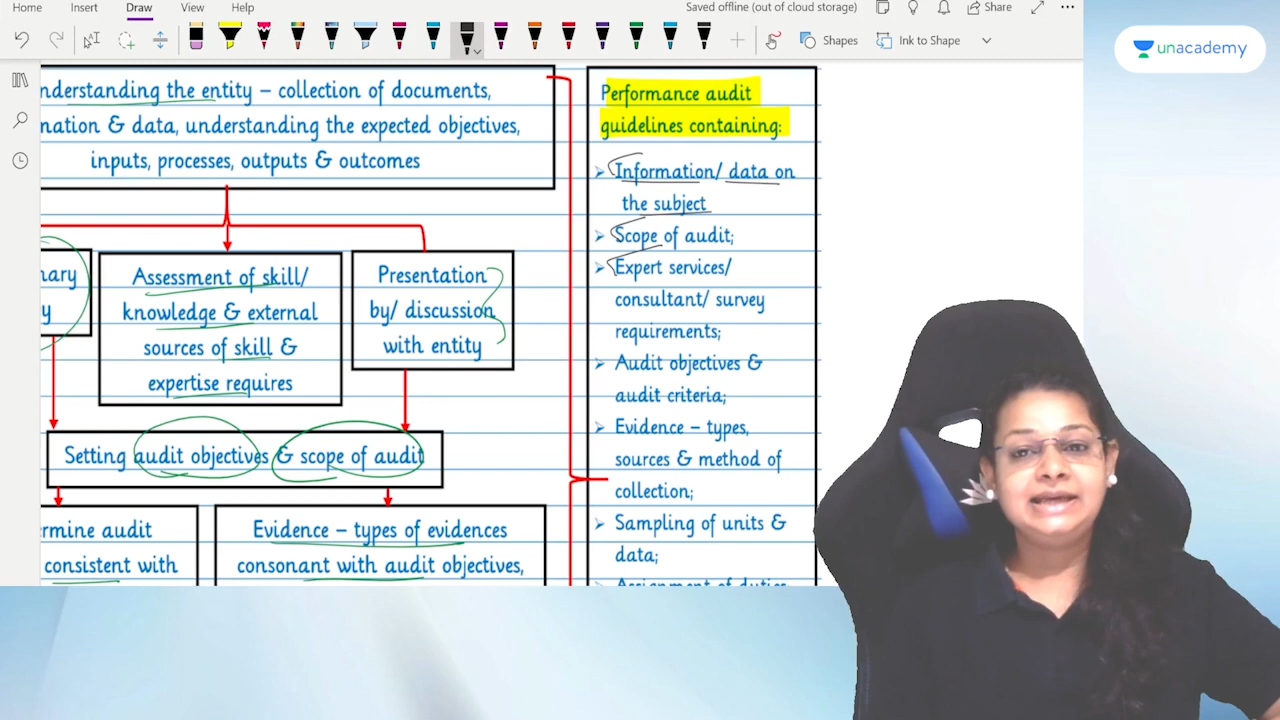 Home Insert Draw View Help
Saved offline (out of cloud storage)
Share
Shapes
Ink to Shape
unacademy
nderstanding the entity – collection of documents,
nation & data, understanding the expected objectives,
inputs, processes, outputs & outcomes
nary
y
Assessment of skill/
knowledge & external
sources of skill &
expertise requires
Presentation
by/ discussion
with entity
Setting audit objectives & scope of audit
rmine audit
consistent with
Evidence – types of evidences
consonant with audit objectives,
Performance audit
guidelines containing:
Information/ data on
the subject
Scope of audit;
Expert services/
consultant/ survey
requirements;
Audit objectives &
audit criteria;
Evidence – types,
sources & method of
collection;
Sampling of units &
data;
Assignment of duties